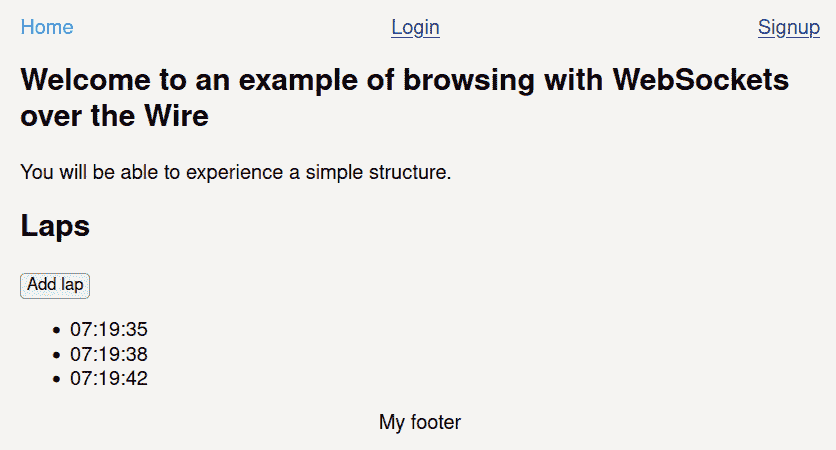 Home Login Signup
Welcome to an example of browsing with WebSockets
over the Wire
You will be able to experience a simple structure.
Laps
Add lap
07:19:35
07:19:38
07:19:42
My footer